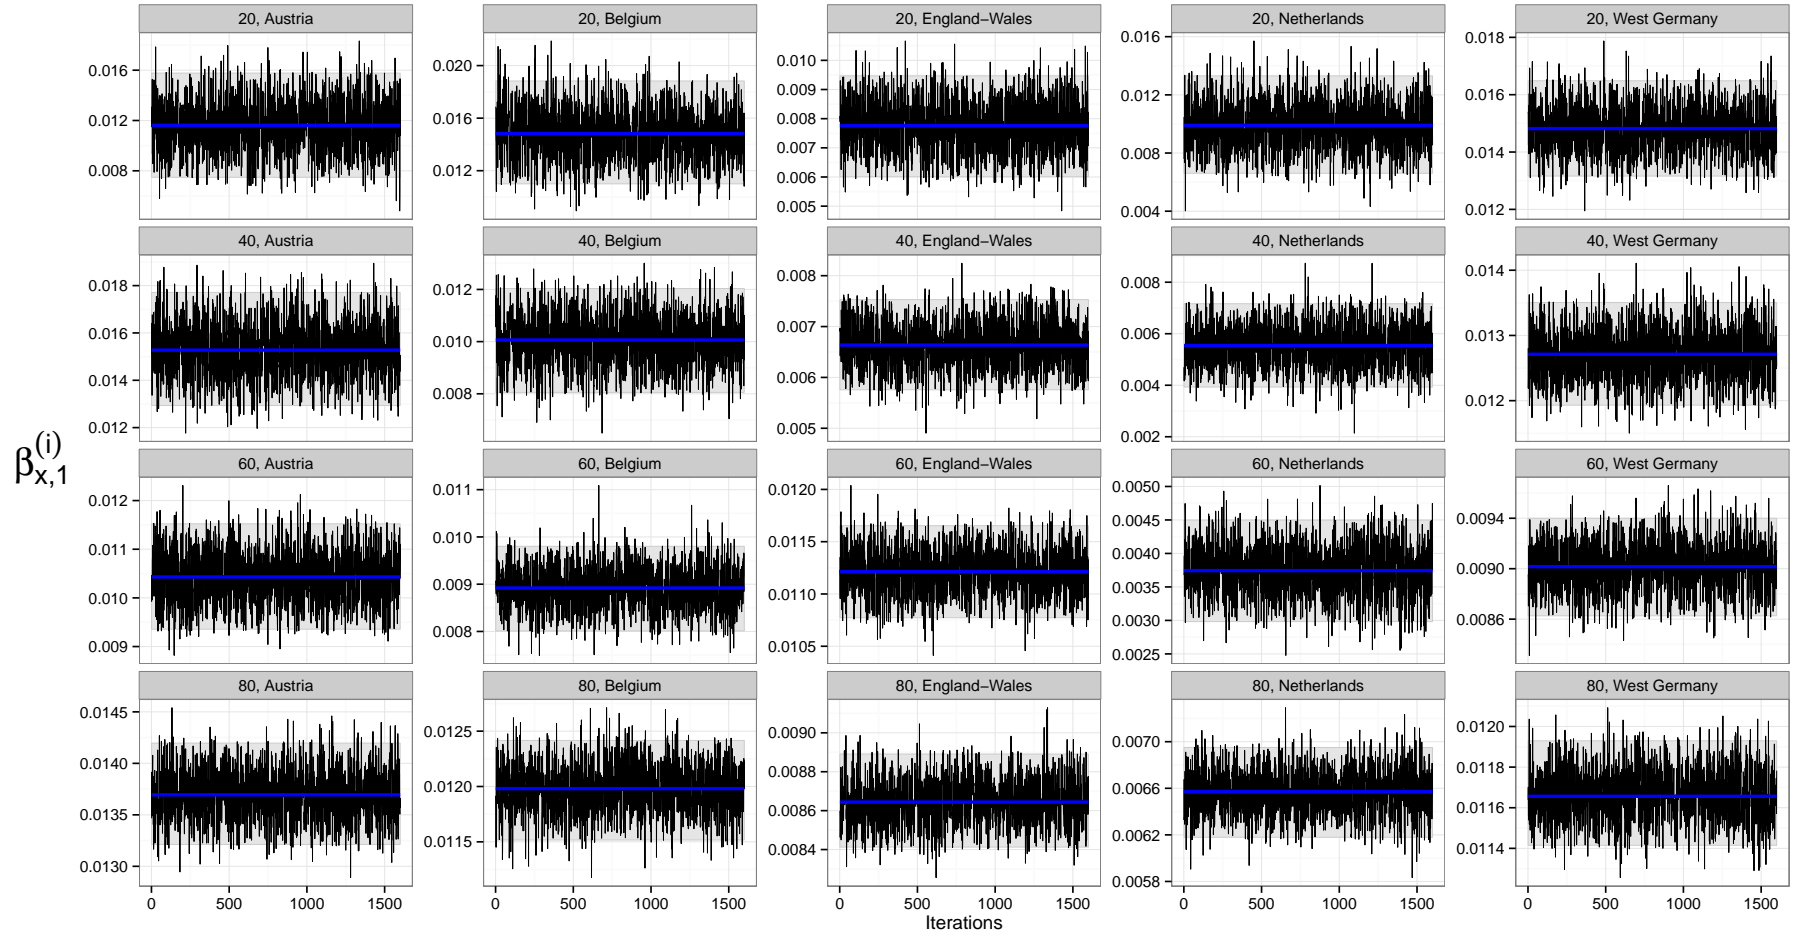 20, Austria
20, Belgium
20, England−Wales
20, Netherlands
20, West Germany
0.016
0.012
0.008
0.020
0.016
0.012
0.010
0.009
0.008
0.007
0.006
0.005
0.016
0.012
0.008
0.004
0.018
0.016
0.014
0.012
40, Austria
40, Belgium
40, England−Wales
40, Netherlands
40, West Germany
0.018
0.016
0.014
0.012
0.012
0.010
0.008
0.008
0.007
0.006
0.005
0.008
0.006
0.004
0.002
0.014
0.013
0.012
β(i)x,1
60, Austria
60, Belgium
60, England−Wales
60, Netherlands
60, West Germany
0.012
0.011
0.010
0.009
0.011
0.010
0.009
0.008
0.0120
0.0115
0.0110
0.0105
0.0050
0.0045
0.0040
0.0035
0.0030
0.0025
0.0094
0.0090
0.0086
80, Austria
80, Belgium
80, England−Wales
80, Netherlands
80, West Germany
0.0145
0.0140
0.0135
0.0130
0.0125
0.0120
0.0115
0.0090
0.0088
0.0086
0.0084
0.0070
0.0066
0.0062
0.0058
0.0120
0.0118
0.0116
0.0114
0 500 1000 1500
0 500 1000 1500
0 500 1000 1500
0 500 1000 1500
0 500 1000 1500
Iterations